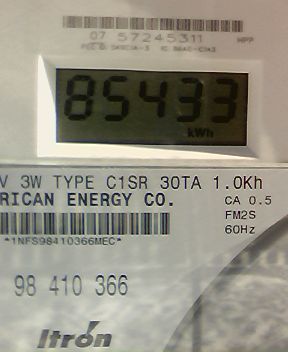 07 57245311 HPP
85433
kWh
V 3W TYPE C1SR 30TA 1.0Kh
RICAN ENERGY CO. CA 0.5
FM2S
*1NFS98410366MEC* 60Hz
98 410 366
Itron